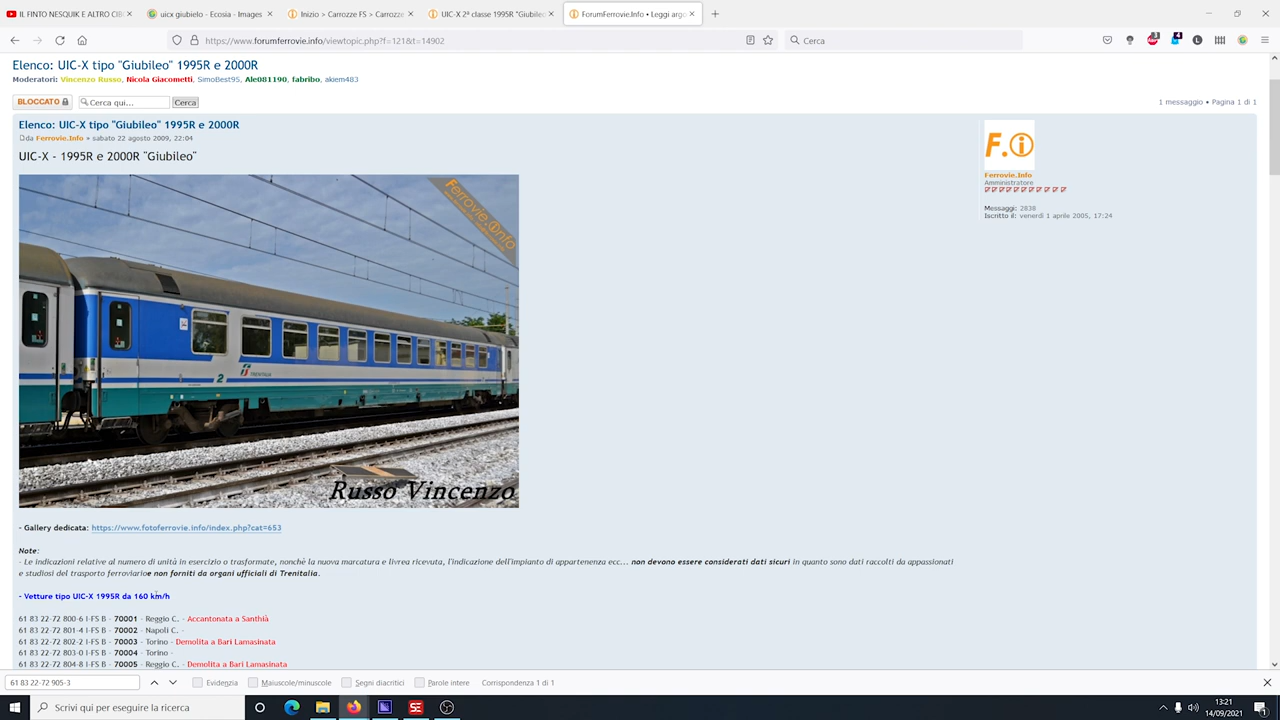 IL FINTO NESQUIK E ALTRO CIBO
uicx giubielo - Ecosia - Images
Inizio > Carrozze FS > Carrozze
UIC-X 2ª classe 1995R "Giubileo
ForumFerrovie.Info • Leggi argo
https://www.forumferrovie.info/viewtopic.php?f=121&t=14902
Cerca
Elenco: UIC-X tipo "Giubileo" 1995R e 2000R
Moderatori: Vincenzo Russo, Nicola Giacometti, SimoBest95, Ale081190, fabribo, akiem483
BLOCCATO
Cerca qui...
Cerca
1 messaggio • Pagina 1 di 1
Elenco: UIC-X tipo "Giubileo" 1995R e 2000R
da Ferrovie.Info » sabato 22 agosto 2009, 22:04
UIC-X - 1995R e 2000R "Giubileo"
F.i
Ferrovie.Info
Amministratore
Messaggi: 2838
Iscritto il: venerdì 1 aprile 2005, 17:24
Ferrovie.Info
2
TRENITALIA
Russo Vincenzo
- Gallery dedicata: https://www.fotoferrovie.info/index.php?cat=653
Note:
- Le indicazioni relative al numero di unità in esercizio o trasformate, nonchè la nuova marcatura e livrea ricevuta, l'indicazione dell'impianto di appartenenza ecc... non devono essere considerati dati sicuri in quanto sono dati raccolti da appassionati
e studiosi del trasporto ferroviarioe non forniti da organi ufficiali di Trenitalia.
- Vetture tipo UIC-X 1995R da 160 km/h
61 83 22-72 800-6 I-FS B - 70001 - Reggio C. - Accantonata a Santhià
61 83 22-72 801-4 I-FS B - 70002 - Napoli C. -
61 83 22-72 802-2 I-FS B - 70003 - Torino - Demolita a Bari Lamasinata
61 83 22-72 803-0 I-FS B - 70004 - Torino -
61 83 22-72 804-8 I-FS B - 70005 - Reggio C. - Demolita a Bari Lamasinata
61 83 22-72 905-3
Evidenzia
Maiuscole/minuscole
Segni diacritici
Parole intere
Corrispondenza 1 di 1
Scrivi qui per eseguire la ricerca
13:21
14/09/2021